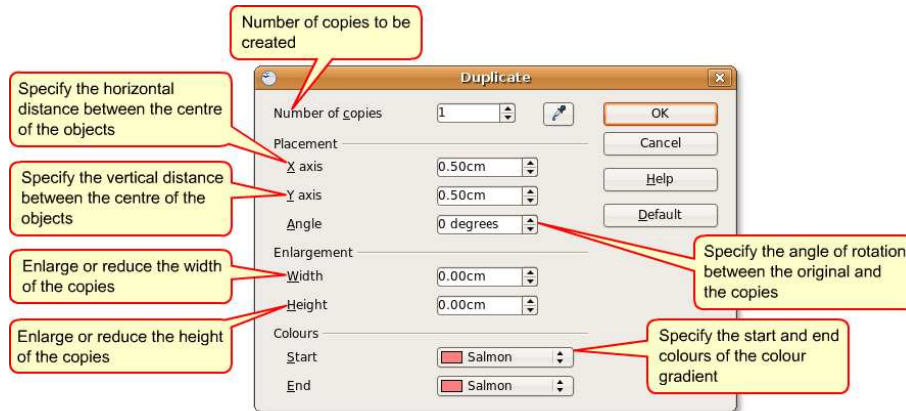 Number of copies to be
created
Duplicate
Specify the horizontal
distance between the centre
of the objects
Number of copies
1
OK
Placement
Cancel
X axis
0.50cm
Specify the vertical distance
between the centre of the
objects
Help
Y axis
0.50cm
Default
Angle
0 degrees
Specify the angle of rotation
between the original and
the copies
Enlargement
Enlarge or reduce the width
of the copies
Width
0.00cm
Height
0.00cm
Enlarge or reduce the height
of the copies
Colours
Specify the start and end
colours of the colour
gradient
Start
Salmon
End
Salmon